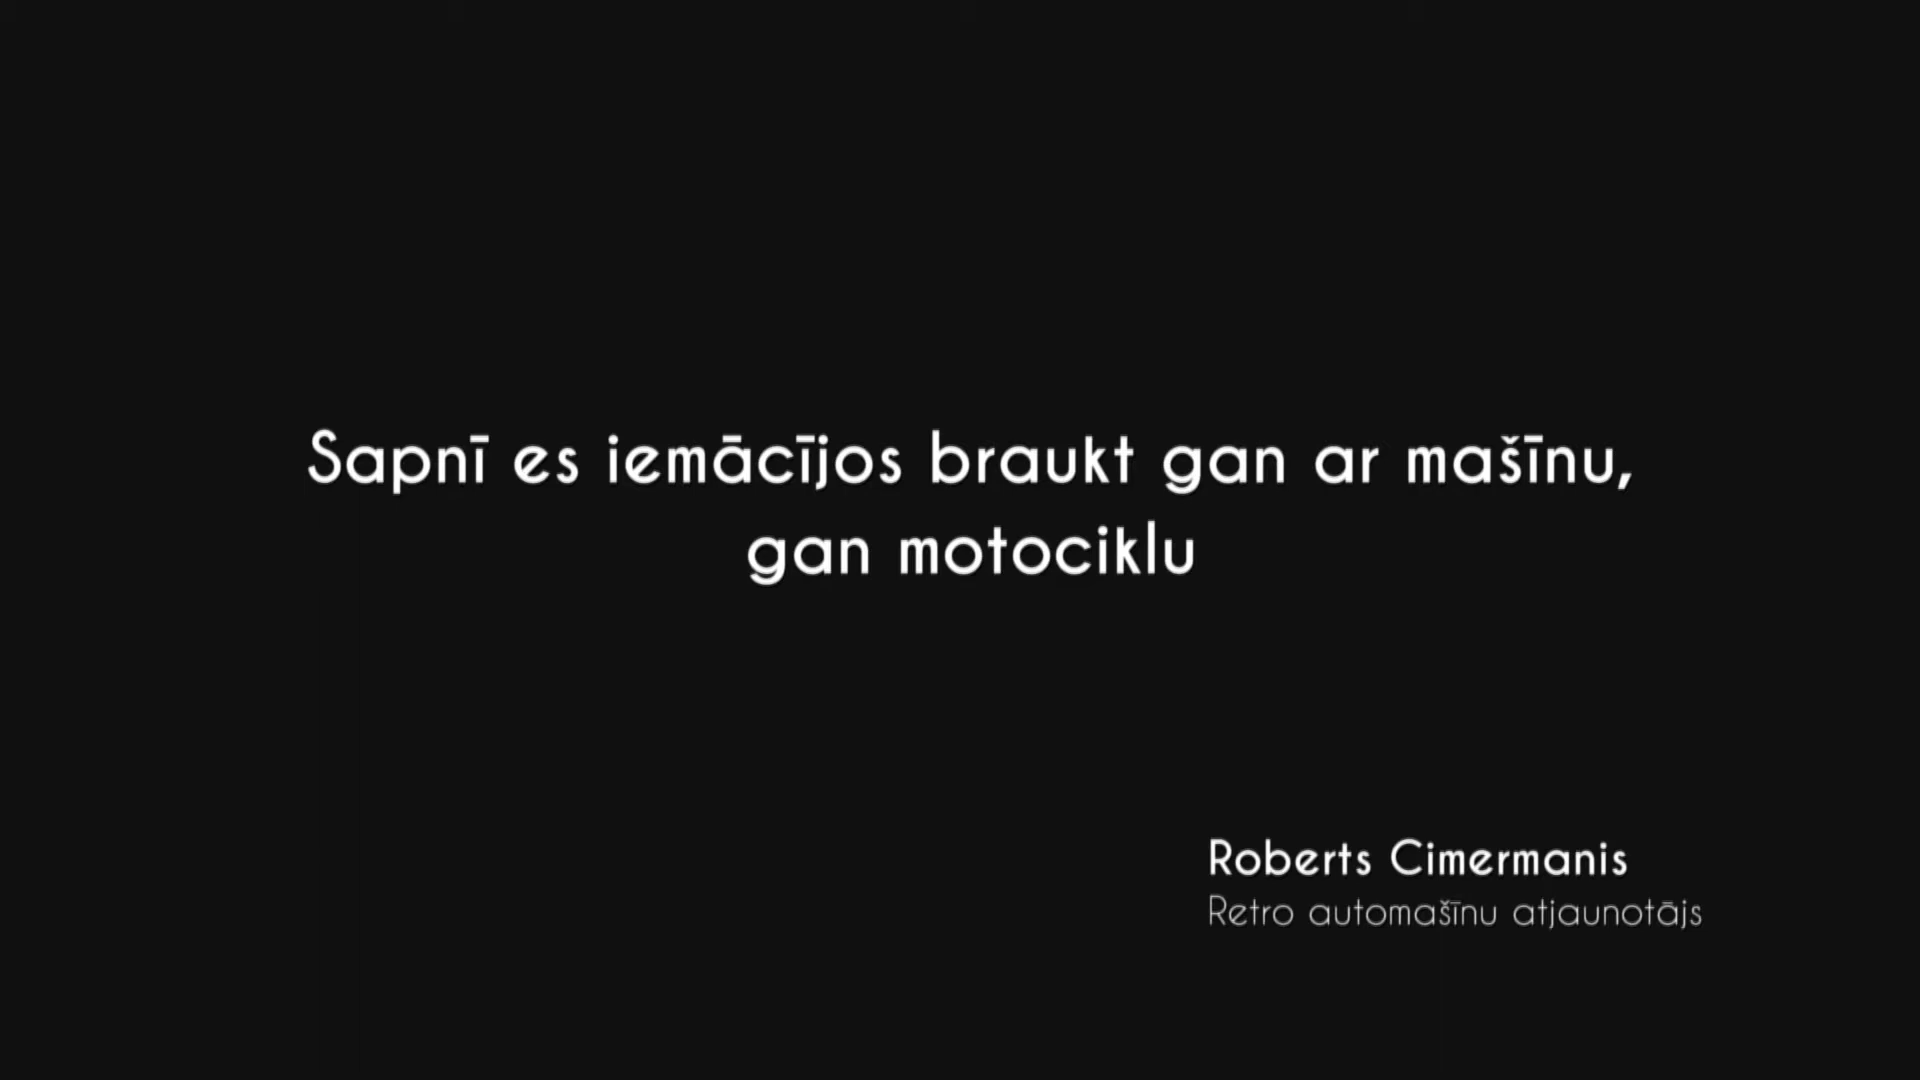 Sapnī es iemācījos braukt gan ar mašīnu,
gan motociklu
Roberts Cimermanis
Retro automašīnu atjaunotājs